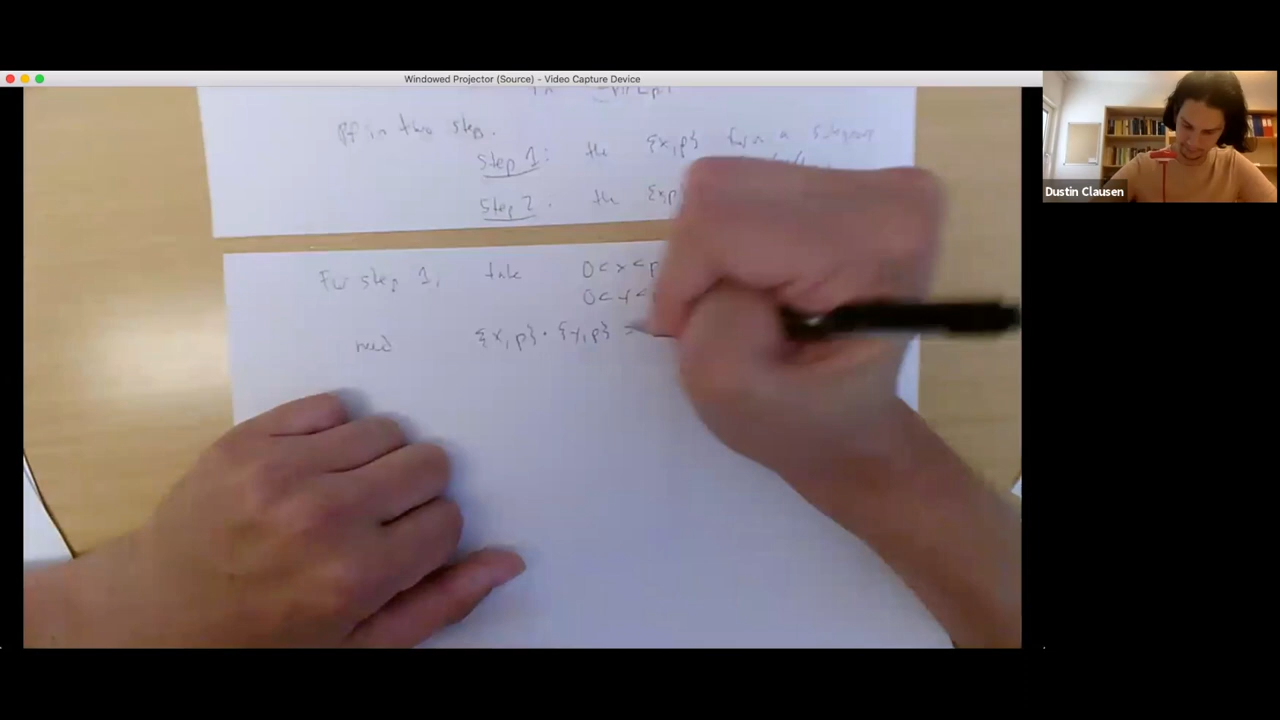 Windowed Projector (Source) - Video Capture Device
Dustin Clausen
Pf in two steps.
Step 1: the {x,p} form a subgroup
Step 2. the {x,p}
For step 1, take 0<x<p
0<y<
need {x,p}·{y,p} =